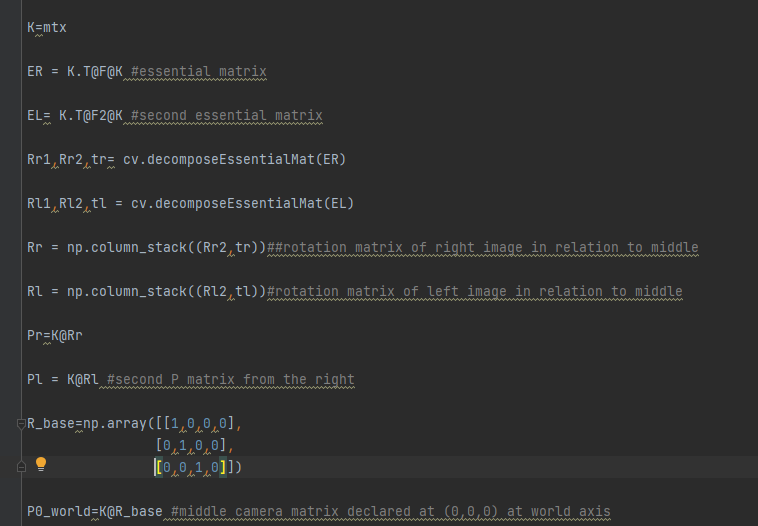 K=mtx
ER = K.T@F@K #essential matrix
EL= K.T@F2@K #second essential matrix
Rr1,Rr2,tr= cv.decomposeEssentialMat(ER)
Rl1,Rl2,tl = cv.decomposeEssentialMat(EL)
Rr = np.column_stack((Rr2,tr))##rotation matrix of right image in relation to middle
Rl = np.column_stack((Rl2,tl))#rotation matrix of left image in relation to middle
Pr=K@Rr
Pl = K@Rl #second P matrix from the right
R_base=np.array([[1,0,0,0],
[0,1,0,0],
[0,0,1,0]])
P0_world=K@R_base #middle camera matrix declared at (0,0,0) at world axis